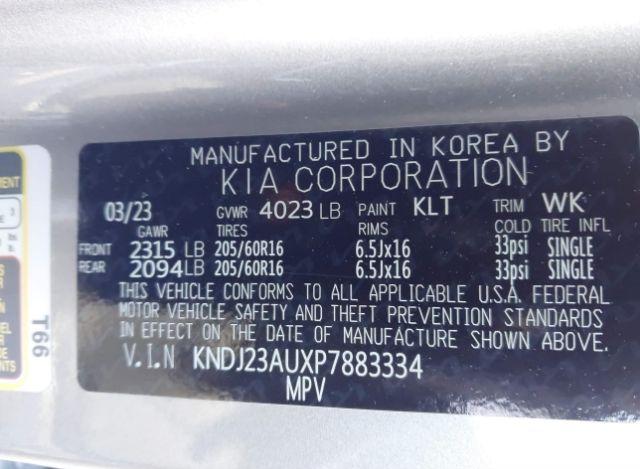 MANUFACTURED IN KOREA BY
KIA CORPORATION
03/23 GVWR 4023 LB PAINT KLT TRIM WK
GAWR TIRES RIMS COLD TIRE INFL
FRONT 2315 LB 205/60R16 6.5Jx16 33psi SINGLE
REAR 2094 LB 205/60R16 6.5Jx16 33psi SINGLE
THIS VEHICLE CONFORMS TO ALL APPLICABLE U.S.A. FEDERAL
MOTOR VEHICLE SAFETY AND THEFT PREVENTION STANDARDS
IN EFFECT ON THE DATE OF MANUFACTURE SHOWN ABOVE.
V.I.N KNDJ23AUXP7883334
MPV
T66